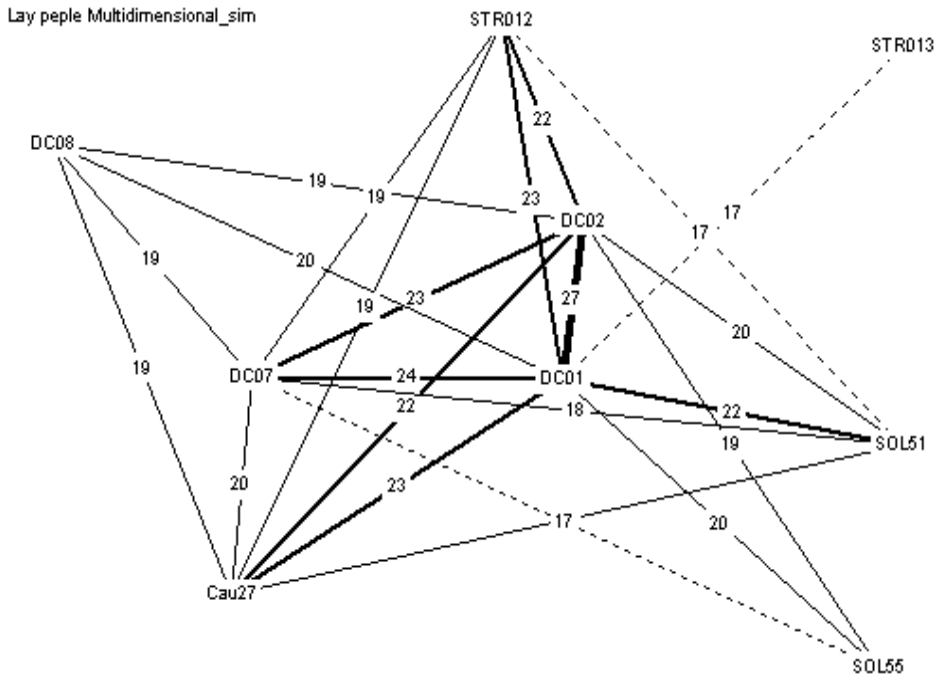 Lay peple Multidimensional_sim
STR012
STR013
22
DC08
19
19
23
17
DC02
17
19
20
27
23
19
20
19
DC07
24
DC01
22
18
22
SOL51
19
23
20
17
20
Cau27
SOL55